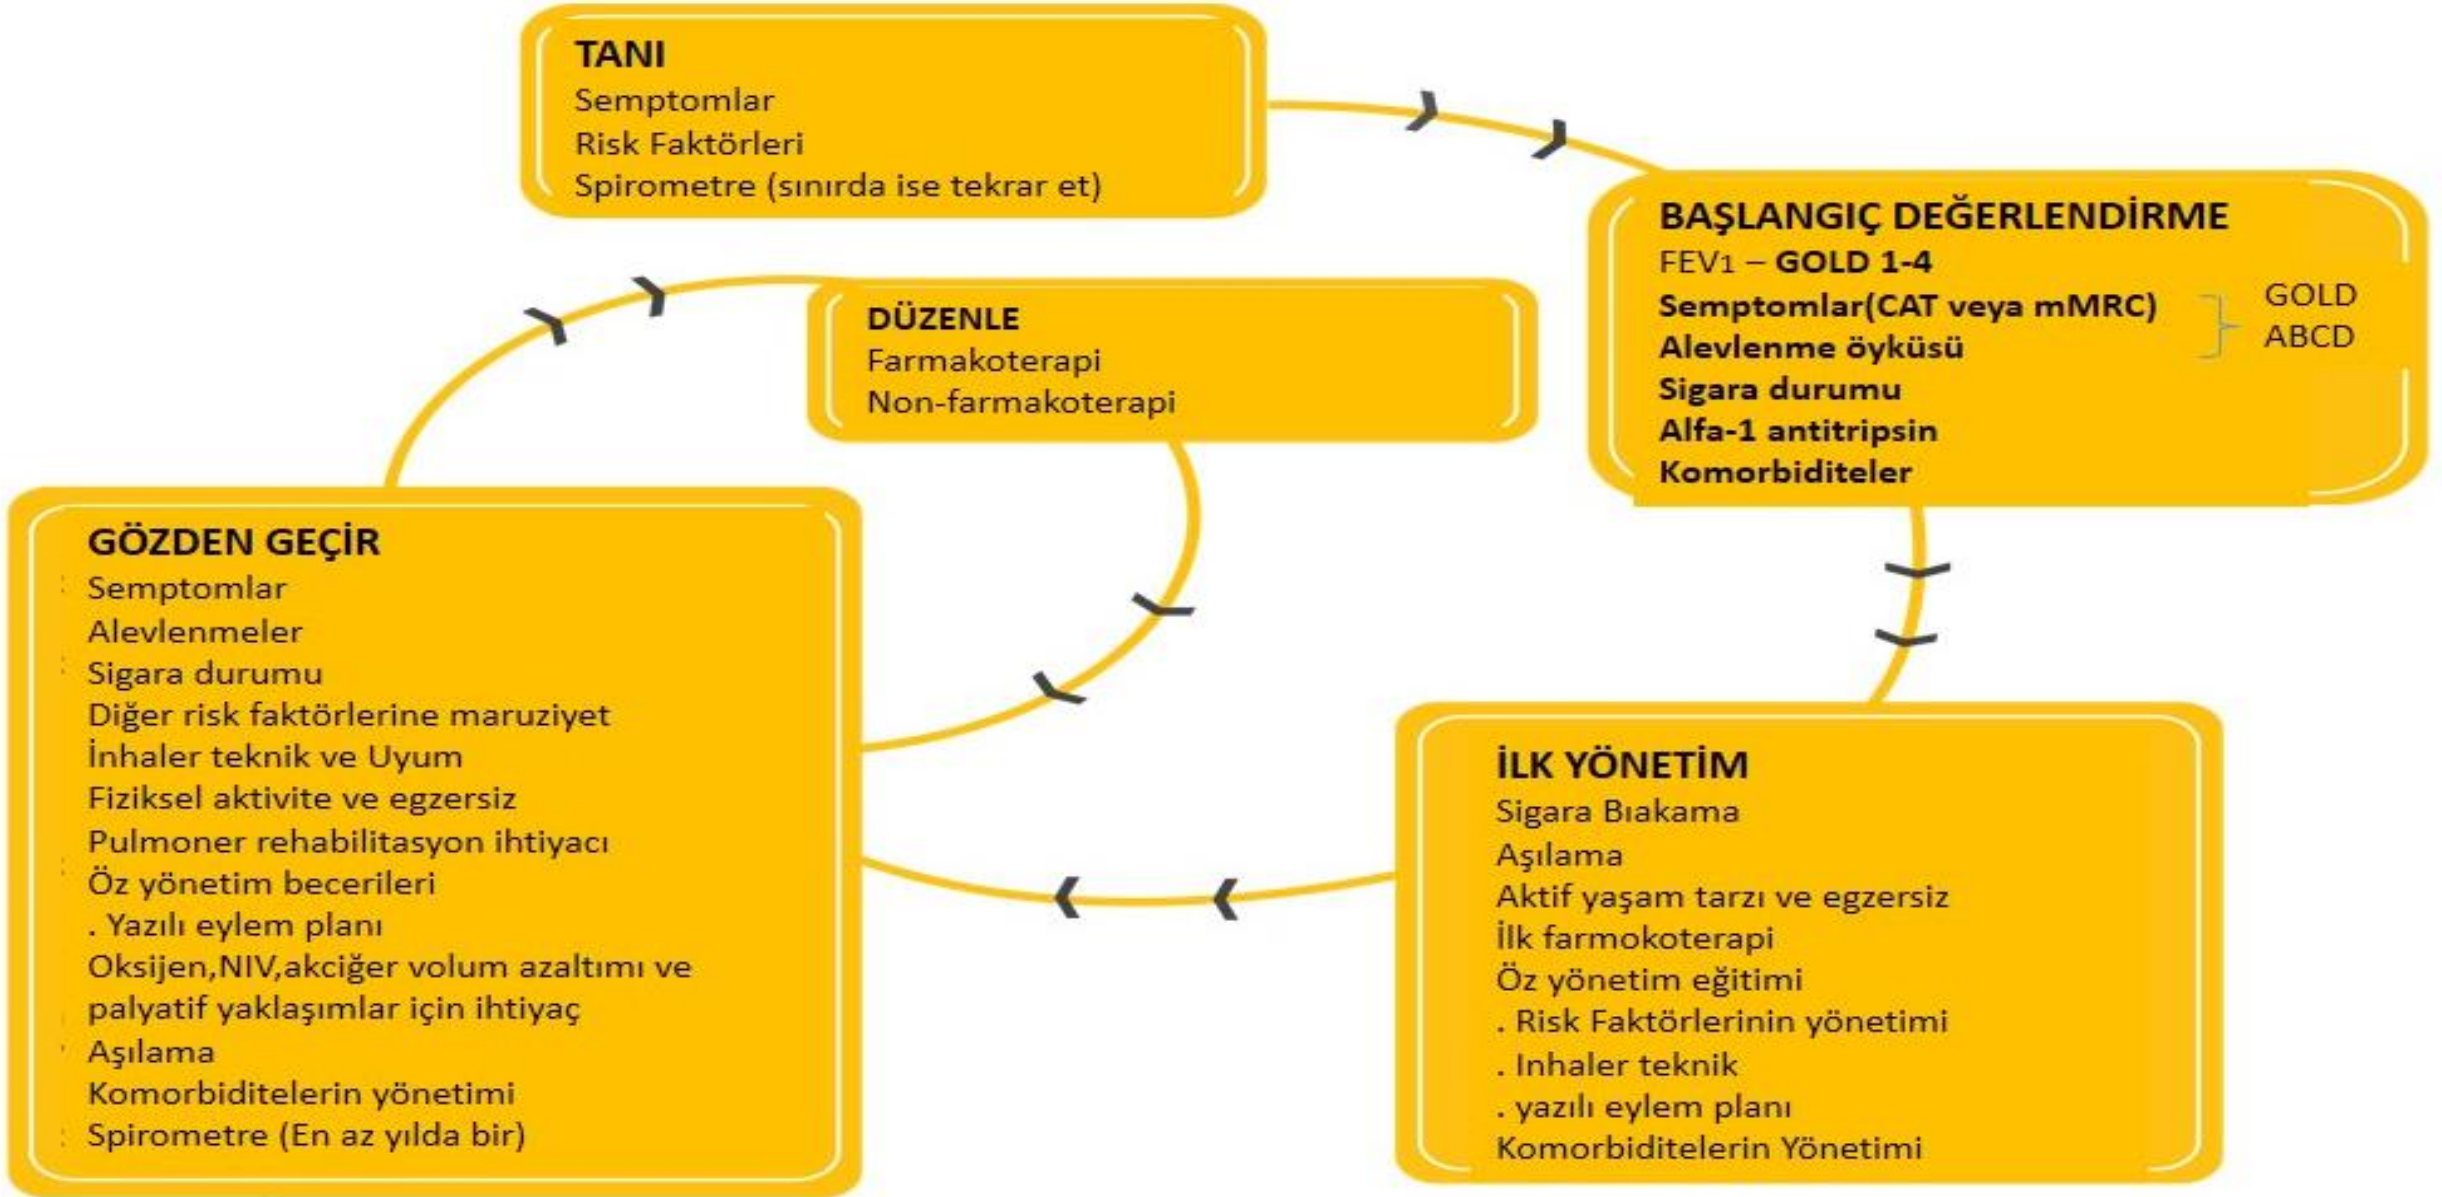 TANI
Semptomlar
Risk Faktörleri
Spirometre (sınırda ise tekrar et)
BAŞLANGIÇ DEĞERLENDİRME
FEV1 – GOLD 1-4
Semptomlar(CAT veya mMRC)
Alevlenme öyküsü
GOLD
ABCD
Sigara durumu
Alfa-1 antitripsin
Komorbiditeler
DÜZENLE
Farmakoterapi
Non-farmakoterapi
GÖZDEN GEÇİR
Semptomlar
Alevlenmeler
Sigara durumu
Diğer risk faktörlerine maruziyet
İnhaler teknik ve Uyum
Fiziksel aktivite ve egzersiz
Pulmoner rehabilitasyon ihtiyacı
Öz yönetim becerileri
. Yazılı eylem planı
Oksijen,NIV,akciğer volum azaltımı ve
palyatif yaklaşımlar için ihtiyaç
Aşılama
Komorbiditelerin yönetimi
Spirometre (En az yılda bir)
İLK YÖNETİM
Sigara Bıakama
Aşılama
Aktif yaşam tarzı ve egzersiz
İlk farmokoterapi
Öz yönetim eğitimi
. Risk Faktörlerinin yönetimi
. Inhaler teknik
. yazılı eylem planı
Komorbiditelerin Yönetimi